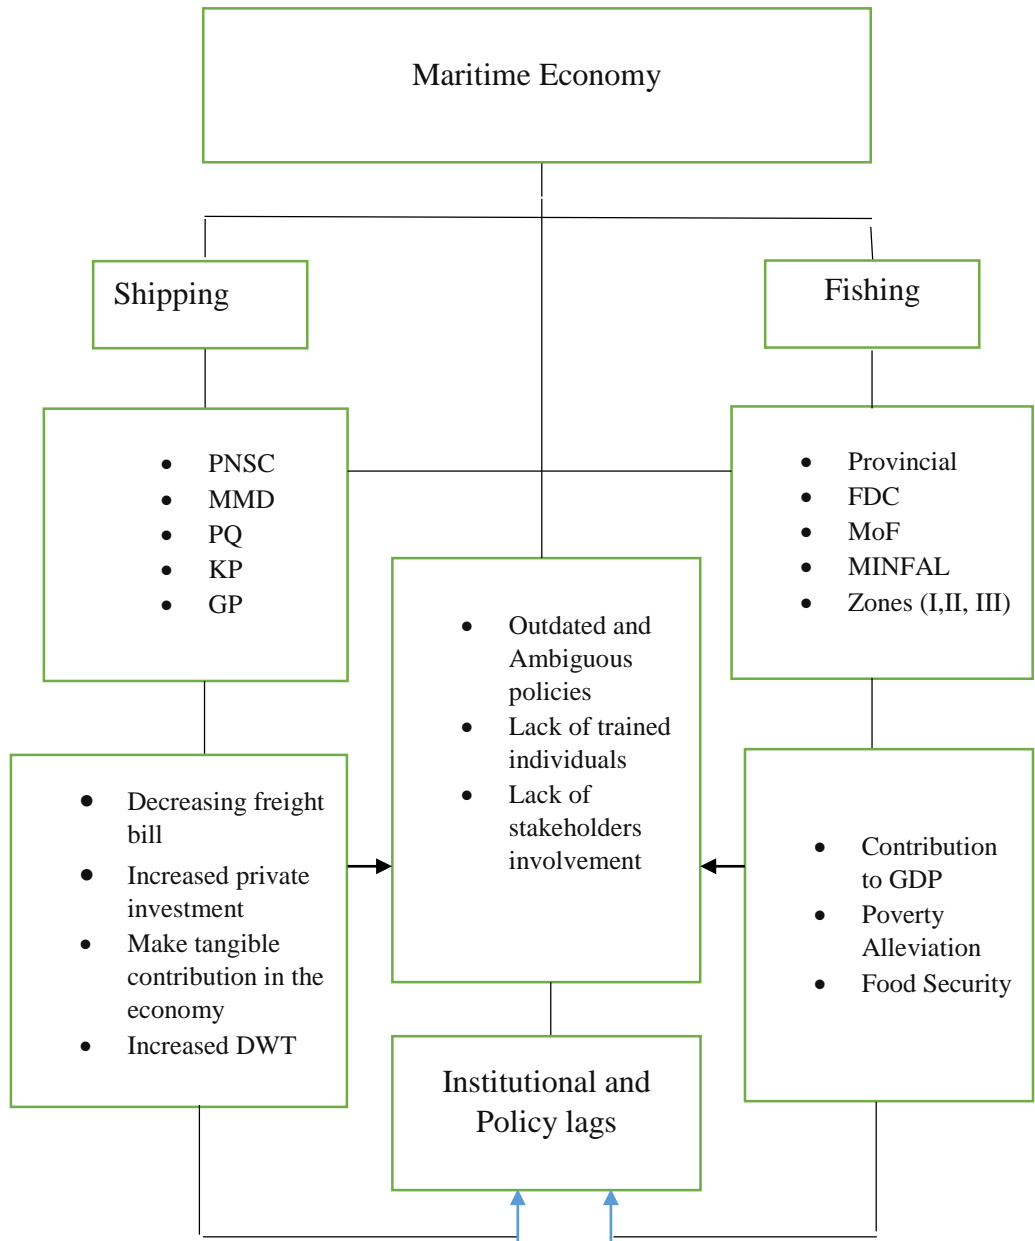 Maritime Economy
Shipping
Fishing
• PNSC
• MMD
• PQ
• KP
• GP
• Provincial
• FDC
• MoF
• MINFAL
• Zones (I,II, III)
• Outdated and
Ambiguous
policies
• Lack of trained
individuals
• Lack of
stakeholders
involvement
• Decreasing freight
bill
• Increased private
investment
• Make tangible
contribution in the
economy
• Increased DWT
• Contribution
to GDP
• Poverty
Alleviation
• Food Security
Institutional and
Policy lags